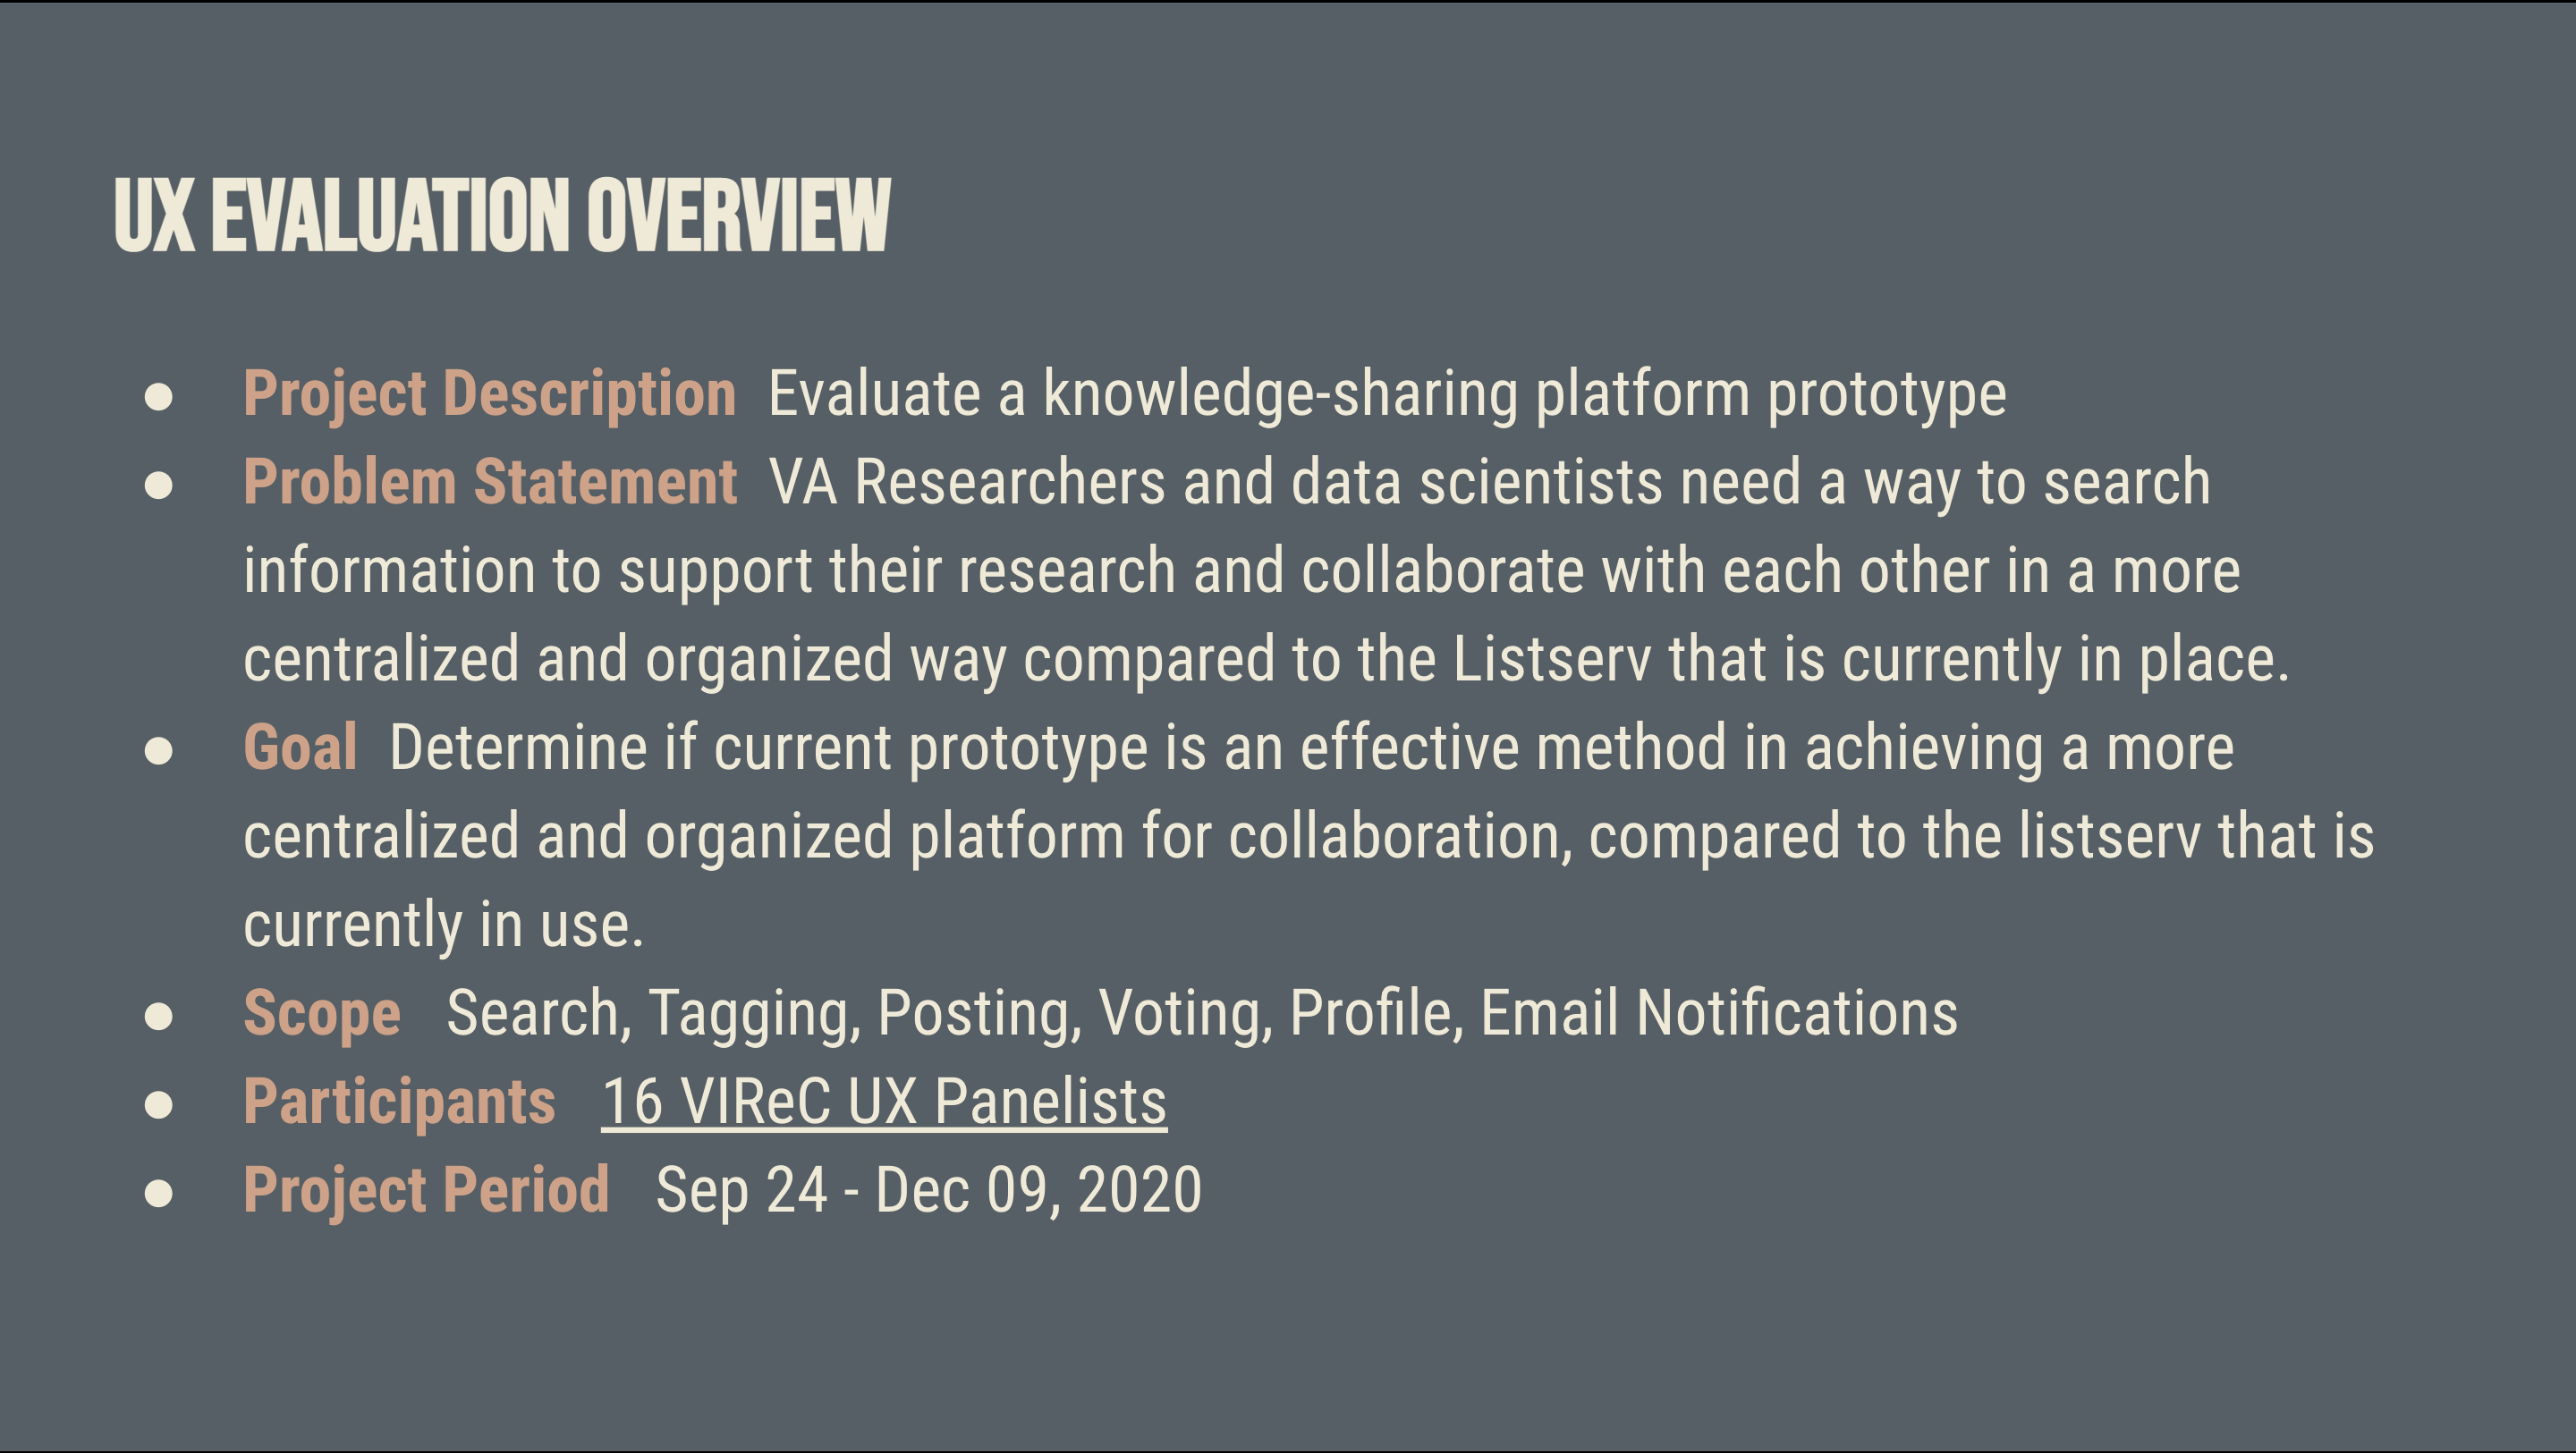 UX EVALUATION OVERVIEW
● Project Description Evaluate a knowledge-sharing platform prototype
● Problem Statement VA Researchers and data scientists need a way to search
information to support their research and collaborate with each other in a more
centralized and organized way compared to the Listserv that is currently in place.
● Goal Determine if current prototype is an effective method in achieving a more
centralized and organized platform for collaboration, compared to the listserv that is
currently in use.
● Scope Search, Tagging, Posting, Voting, Profile, Email Notifications
● Participants 16 VIReC UX Panelists
● Project Period Sep 24 - Dec 09, 2020